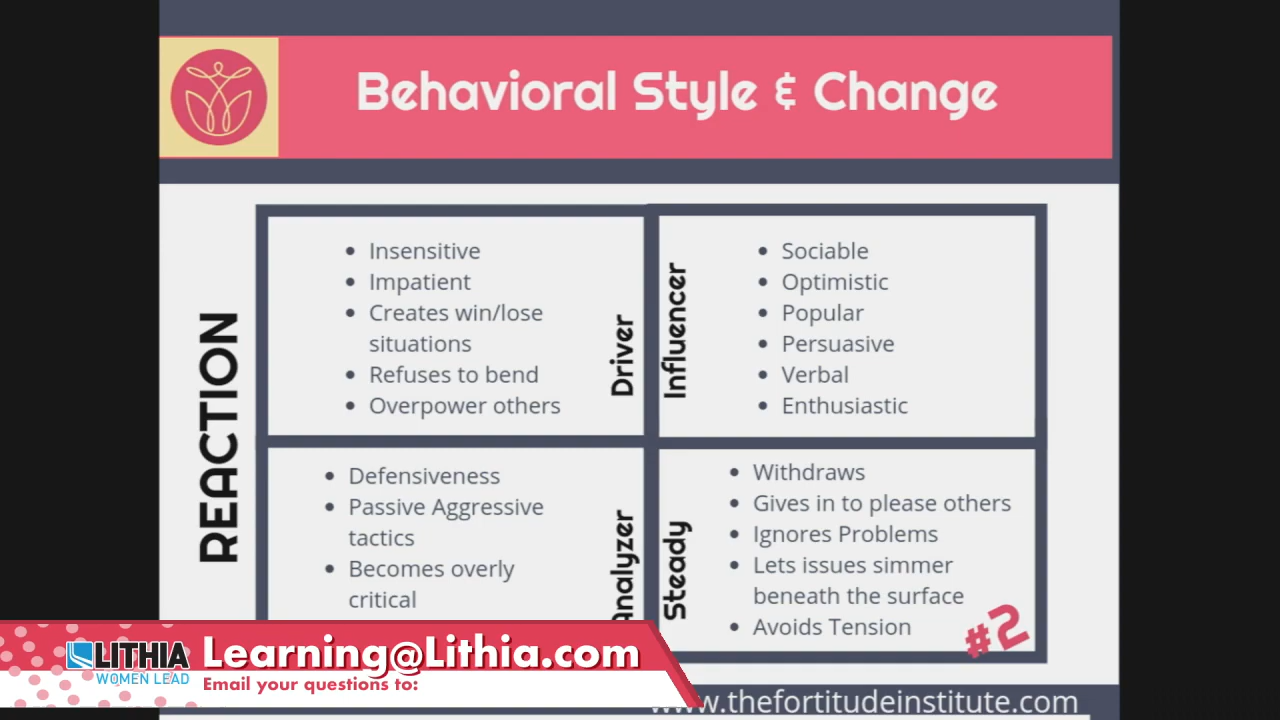 Behavioral Style & Change
REACTION
Insensitive
Impatient
Creates win/lose
situations
Refuses to bend
Overpower others
Driver
Influencer
Sociable
Optimistic
Popular
Persuasive
Verbal
Enthusiastic
Defensiveness
Passive Aggressive
tactics
Becomes overly
critical
Analyzer
Steady
Withdraws
Gives in to please others
Ignores Problems
Lets issues simmer
beneath the surface
Avoids Tension
#2
LITHIA
WOMEN LEAD
Learning@Lithia.com
Email your questions to:
www.thefortitudeinstitute.com